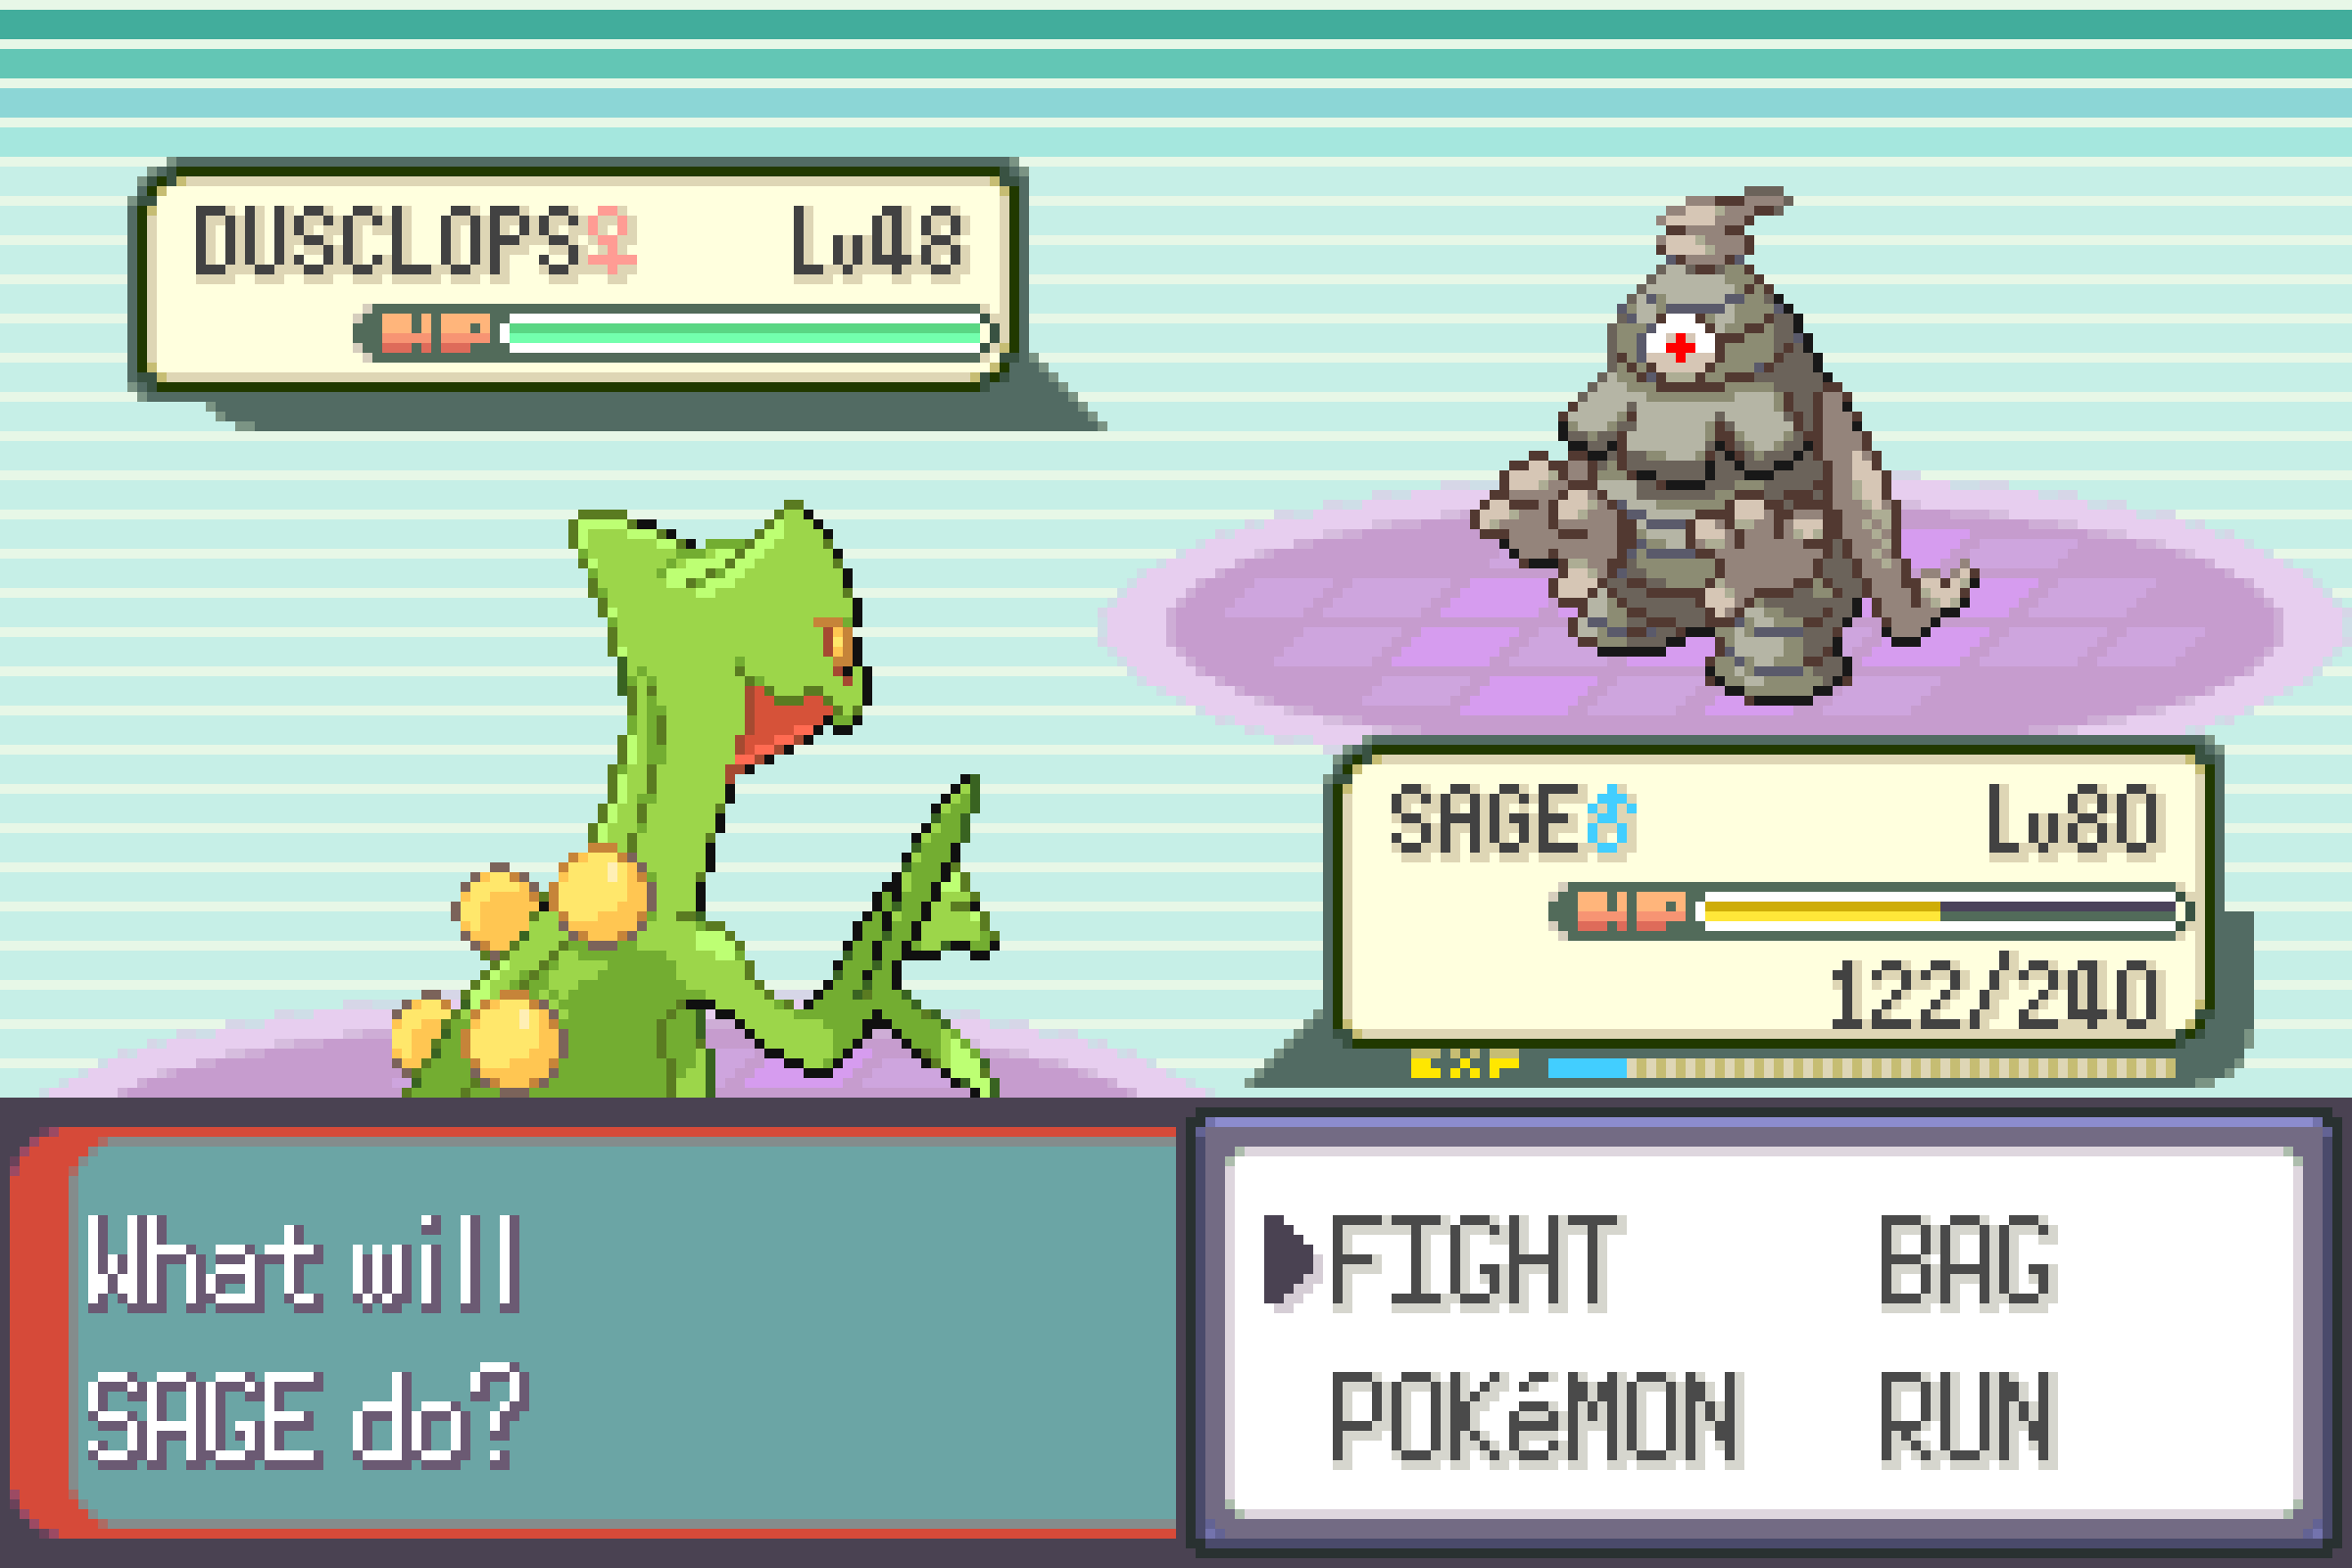 DUSCLOPS♀ Lv48
HP
SAGE♂ Lv80
HP
122/240
EXP
What will
SAGE do?
FIGHT BAG
POKéMON RUN